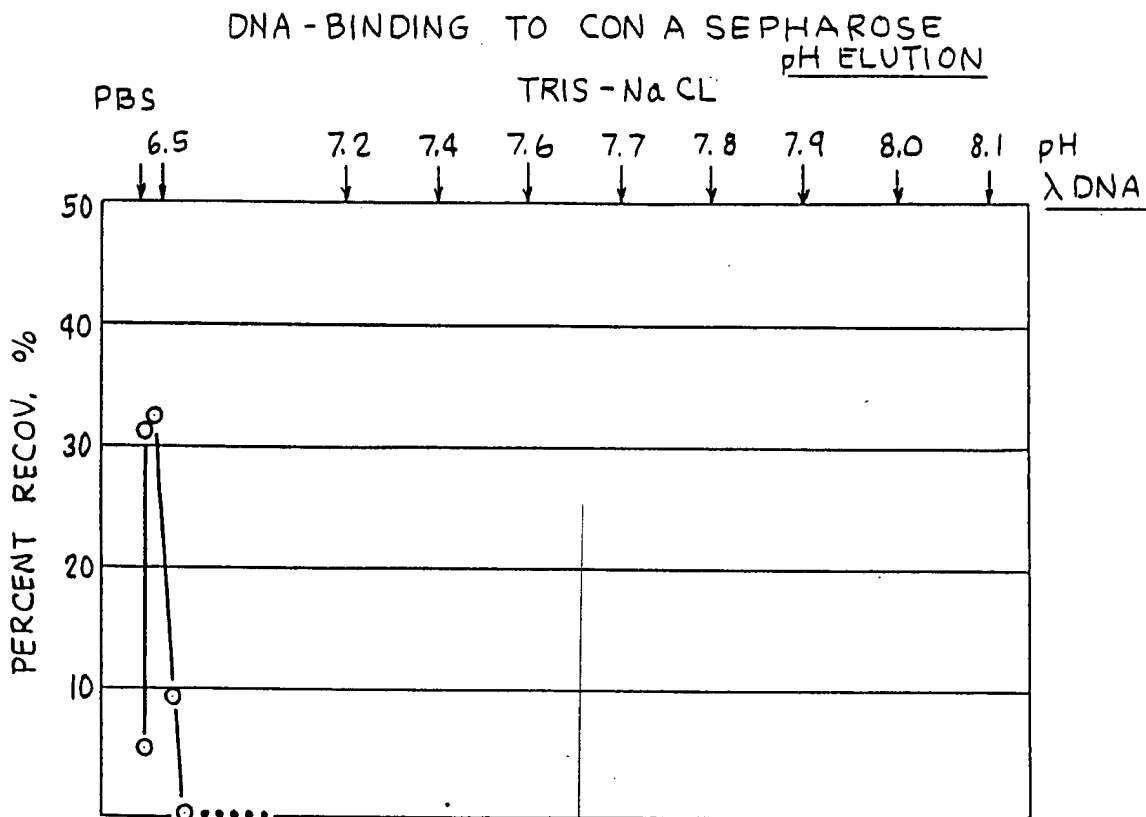 DNA-BINDING TO CON A SEPHAROSE
pH ELUTION
TRIS-NaCL
PBS
6.5 7.2 7.4 7.6 7.7 7.8 7.9 8.0 8.1 pH
λ DNA
50
40
30
20
10
PERCENT RECOV. %